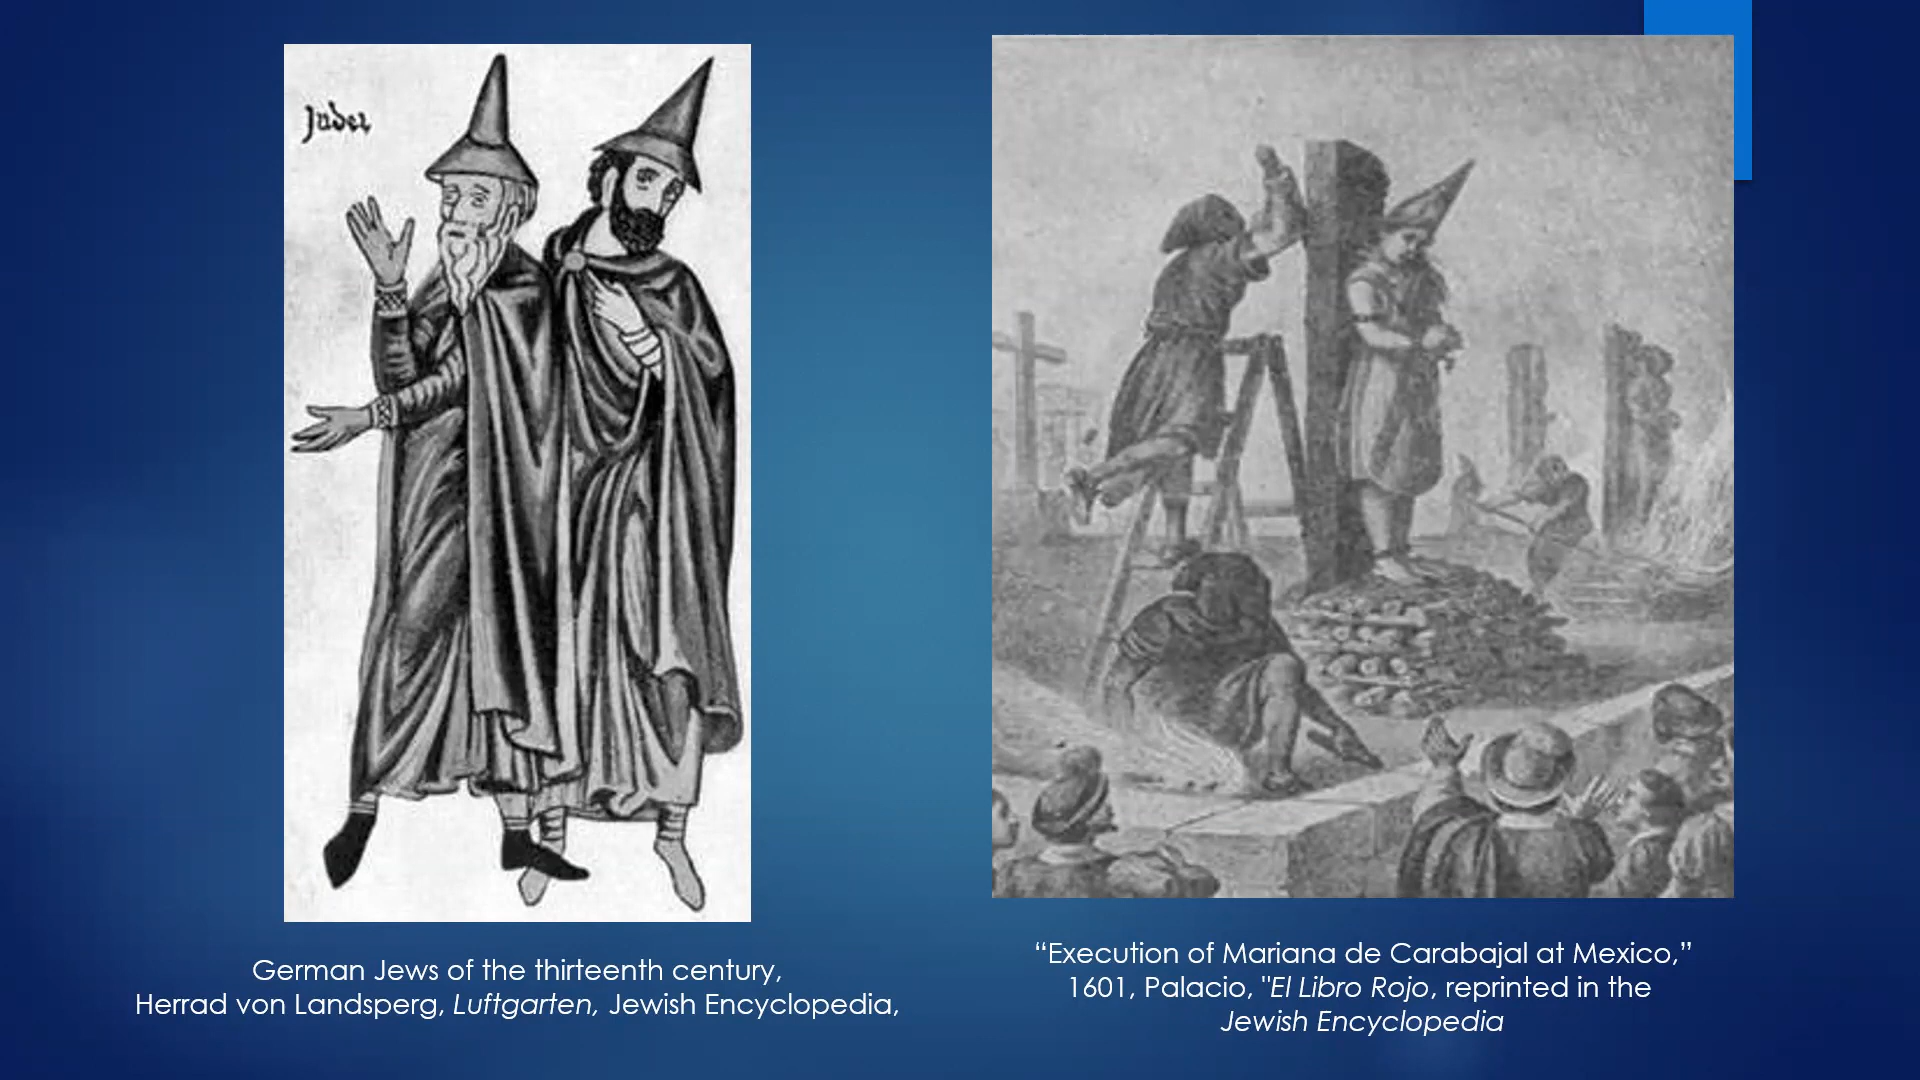 Judei
German Jews of the thirteenth century,
Herrad von Landsperg, Luftgarten, Jewish Encyclopedia,
“Execution of Mariana de Carabajal at Mexico,”
1601, Palacio, "El Libro Rojo, reprinted in the
Jewish Encyclopedia